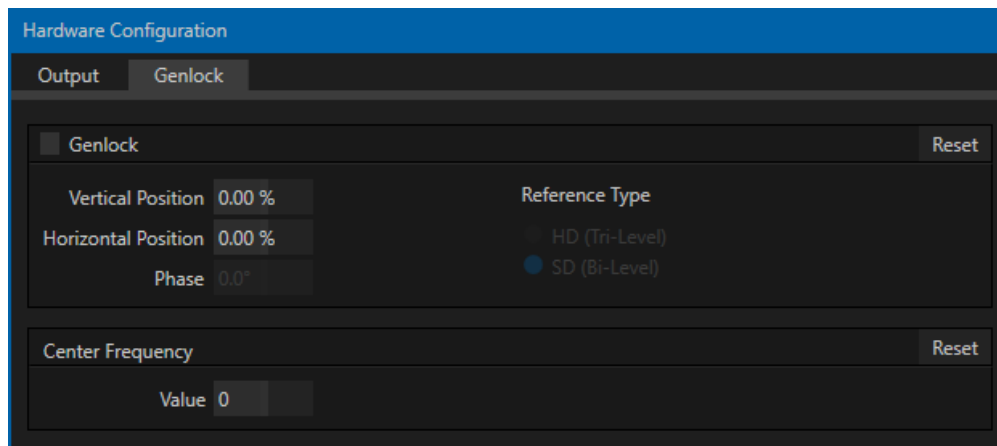 Hardware Configuration
Output Genlock
Genlock Reset
Vertical Position 0.00 % Reference Type
Horizontal Position 0.00 % HD (Tri-Level)
Phase 0.0° SD (Bi-Level)
Center Frequency Reset
Value 0